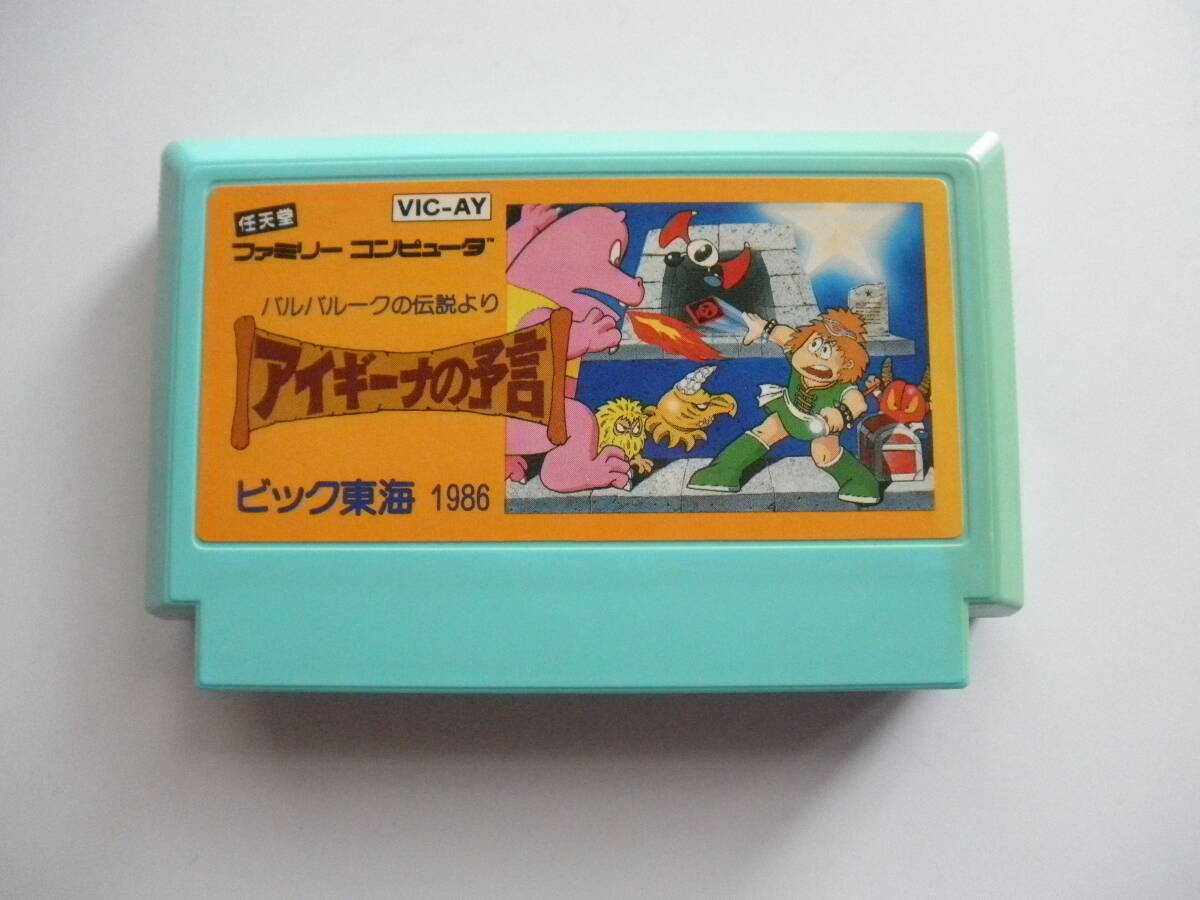 任天堂
VIC-AY
ファミリー コンピュータ™
バルバルークの伝説より
アイギーナの予言
ビック東海 1986